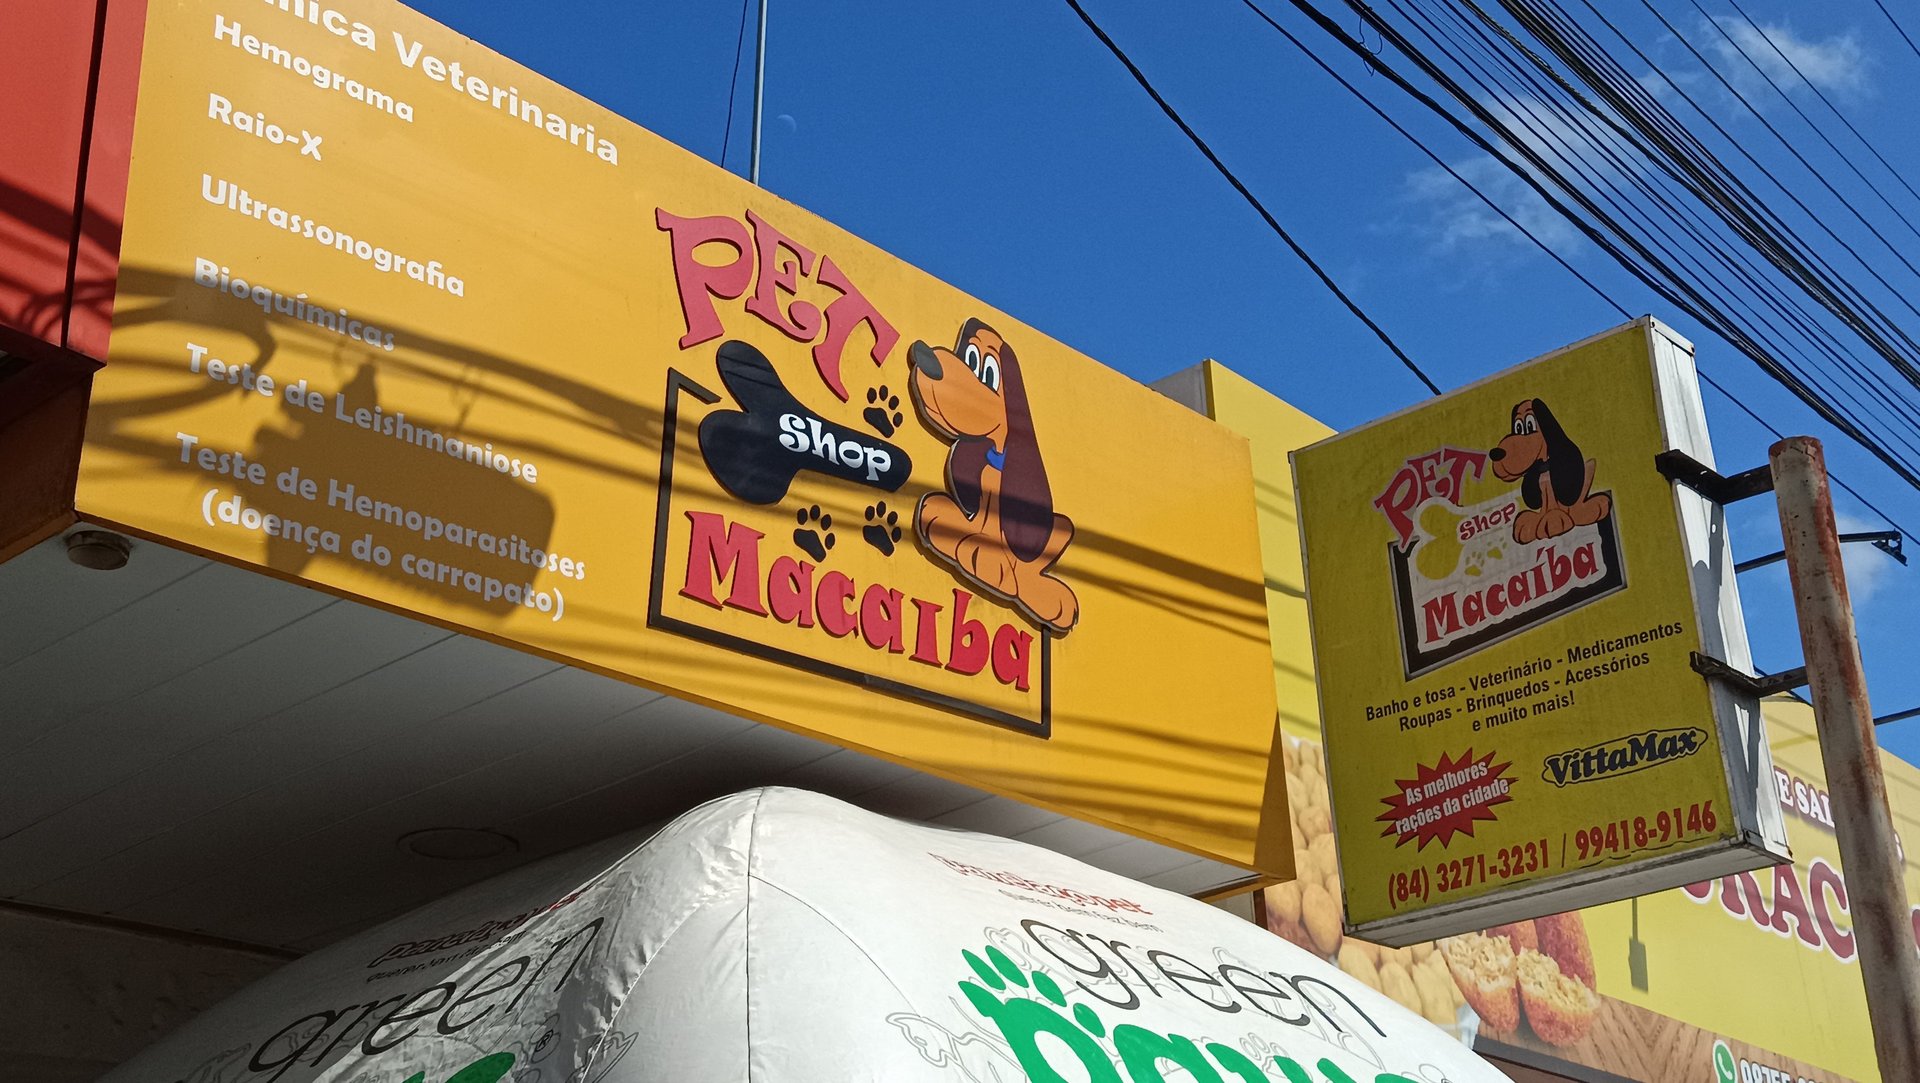 Veterinaria
Hemograma
Raio-X
Ultrassonografia
Bioquímicas
Teste de Leishmaniose
Teste de Hemoparasitoses
(doença do carrapato)
PET
Shop
Macaíba
PET
Shop
Macaíba
Banho e tosa - Veterinário - Medicamentos
Roupas - Brinquedos - Acessórios
e muito mais!
As melhores
rações da cidade
VittaMax
(84) 3271-3231 / 99418-9146
green
green